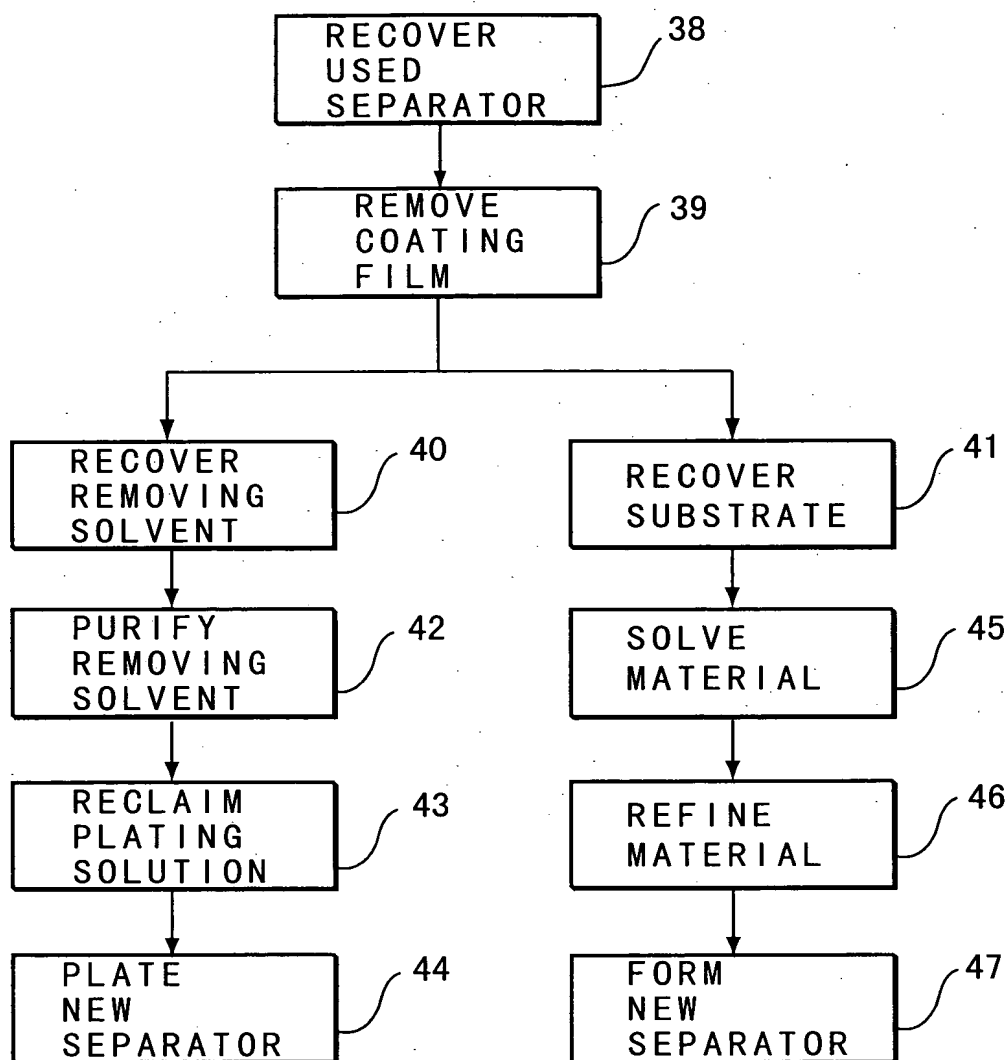 RECOVER
USED
SEPARATOR
38
REMOVE
COATING
FILM
39
RECOVER
REMOVING
SOLVENT
40
RECOVER
SUBSTRATE
41
PURIFY
REMOVING
SOLVENT
42
SOLVE
MATERIAL
45
RECLAIM
PLATING
SOLUTION
43
REFINE
MATERIAL
46
PLATE
NEW
SEPARATOR
44
FORM
NEW
SEPARATOR
47